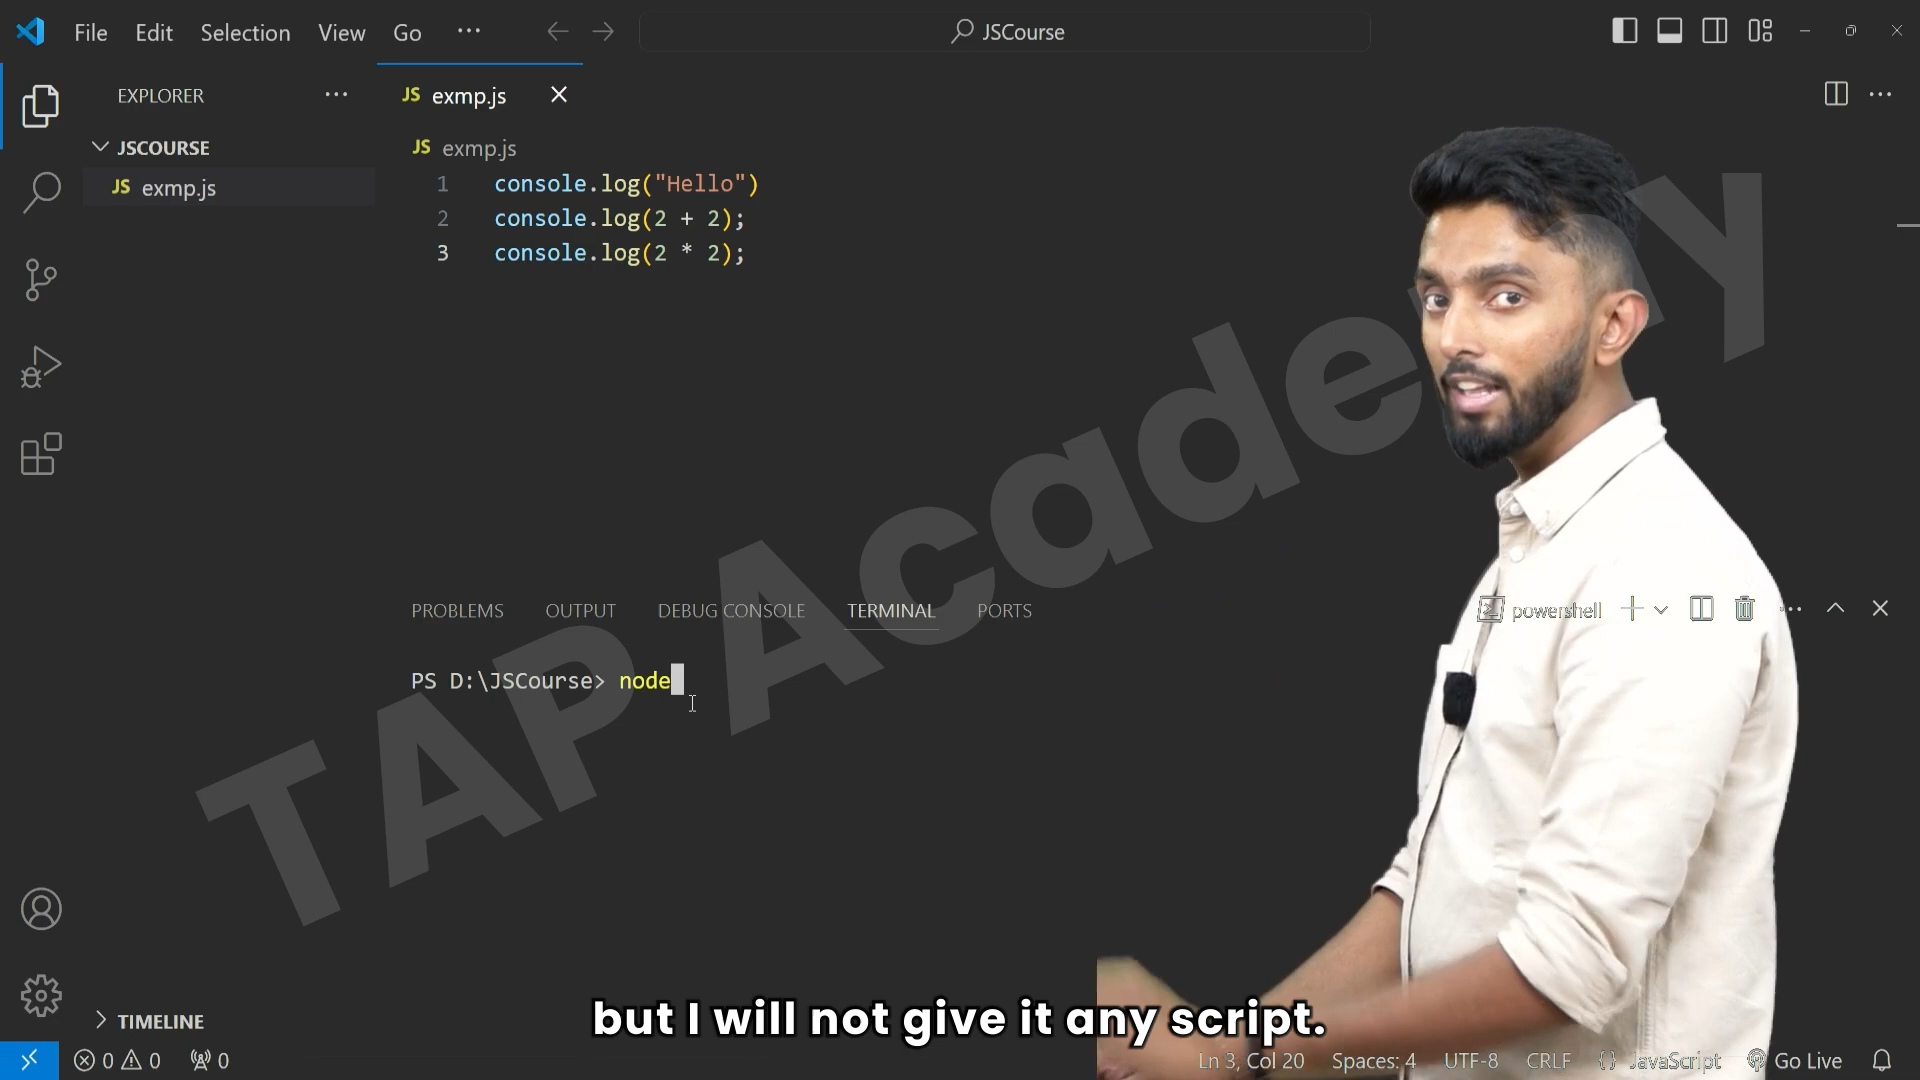 File Edit Selection View Go ··· JSCourse
EXPLORER ···
JS exmp.js
JSCOURSE
JS exmp.js
JS exmp.js
1 console.log("Hello")
2 console.log(2 + 2);
3 console.log(2 * 2);
TAP Academy
PROBLEMS OUTPUT DEBUG CONSOLE TERMINAL PORTS
powershell
PS D:\JSCourse> node
but I will not give it any script.
TIMELINE
0 0 0
Ln 3, Col 20 Spaces: 4 UTF-8 CRLF {} JavaScript Go Live